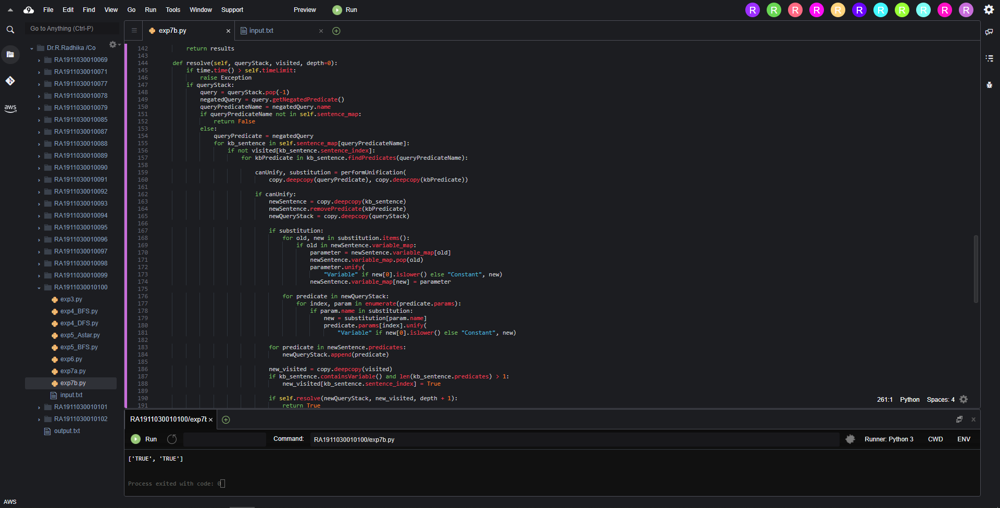 9 File Edit Find View Go Run Tools Window Support Preview Run R R R R R R R R R R R
Go to Anything (Ctrl-P)
aws
Dr.R.Radhika /Co
RA1911030010069
RA1911030010071
RA1911030010077
RA1911030010078
RA1911030010079
RA1911030010085
RA1911030010087
RA1911030010088
RA1911030010089
RA1911030010090
RA1911030010091
RA1911030010092
RA1911030010093
RA1911030010094
RA1911030010095
RA1911030010096
RA1911030010097
RA1911030010098
RA1911030010099
RA1911030010100
exp3.py
exp4_BFS.py
exp4_DFS.py
exp5_Astar.py
exp5_BFS.py
exp6.py
exp7a.py
exp7b.py
input.txt
RA1911030010101
RA1911030010102
output.txt
AWS
exp7b.py × input.txt ×
142 return results
143
144 def resolve(self, queryStack, visited, depth=0):
145 if time.time() > self.timeLimit:
146 raise Exception
147 if queryStack:
148 query = queryStack.pop(-1)
149 negatedQuery = query.getNegatedPredicate()
150 queryPredicateName = negatedQuery.name
151 if queryPredicateName not in self.sentence_map:
152 return False
153 else:
154 queryPredicate = negatedQuery
155 for kb_sentence in self.sentence_map[queryPredicateName]:
156 if not visited[kb_sentence.sentence_index]:
157 for kbPredicate in kb_sentence.findPredicates(queryPredicateName):
158
159 canUnify, substitution = performUnification(
160 copy.deepcopy(queryPredicate), copy.deepcopy(kbPredicate))
161
162 if canUnify:
163 newSentence = copy.deepcopy(kb_sentence)
164 newSentence.removePredicate(kbPredicate)
165 newQueryStack = copy.deepcopy(queryStack)
166
167 if substitution:
168 for old, new in substitution.items():
169 if old in newSentence.variable_map:
170 parameter = newSentence.variable_map[old]
171 newSentence.variable_map.pop(old)
172 parameter.unify(
173 "Variable" if new[0].islower() else "Constant", new)
174 newSentence.variable_map[new] = parameter
175
176 for predicate in newQueryStack:
177 for index, param in enumerate(predicate.params):
178 if param.name in substitution:
179 new = substitution[param.name]
180 predicate.params[index].unify(
181 "Variable" if new[0].islower() else "Constant", new)
182
183 for predicate in newSentence.predicates:
184 newQueryStack.append(predicate)
185
186 new_visited = copy.deepcopy(visited)
187 if kb_sentence.containsVariable() and len(kb_sentence.predicates) > 1:
188 new_visited[kb_sentence.sentence_index] = True
189
190 if self.resolve(newQueryStack, new_visited, depth + 1):
191 return True
261:1 Python Spaces: 4
RA1911030010100/exp7b ×
Run Command: RA1911030010100/exp7b.py Runner: Python 3 CWD ENV
['TRUE', 'TRUE']
Process exited with code: 0